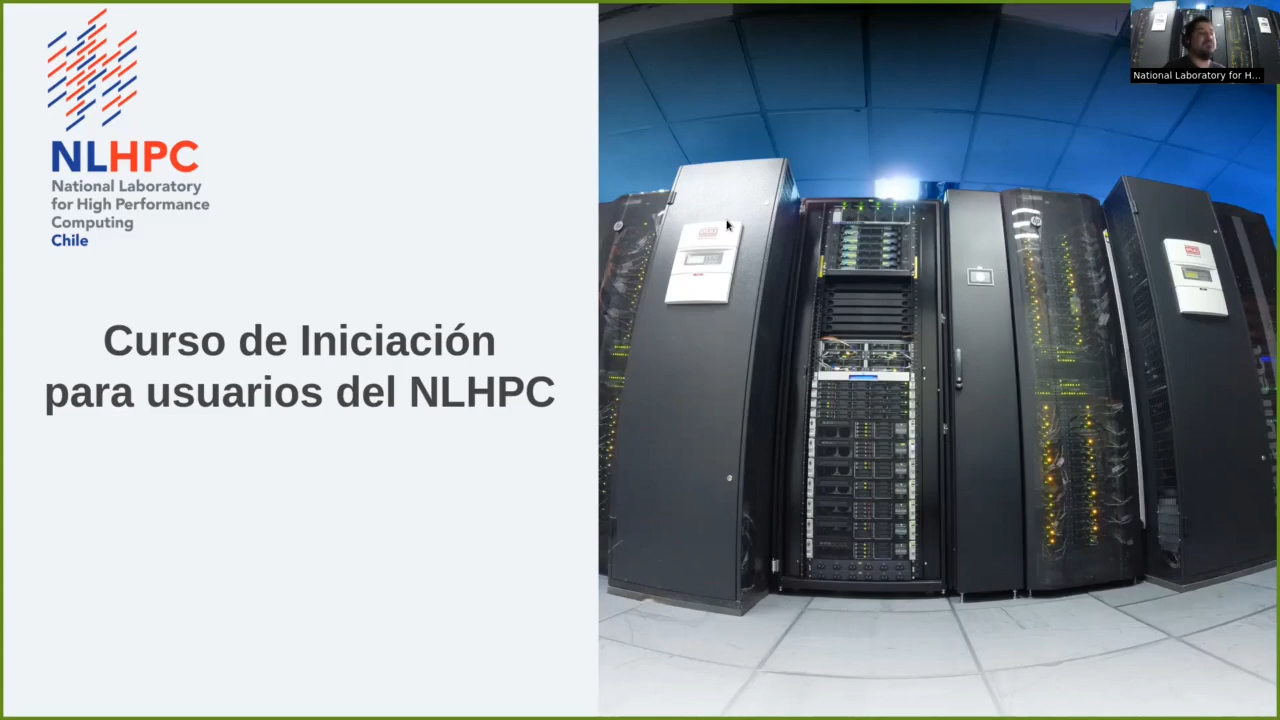 NLHPC
National Laboratory
for High Performance
Computing
Chile
Curso de Iniciación
para usuarios del NLHPC
National Laboratory for H...